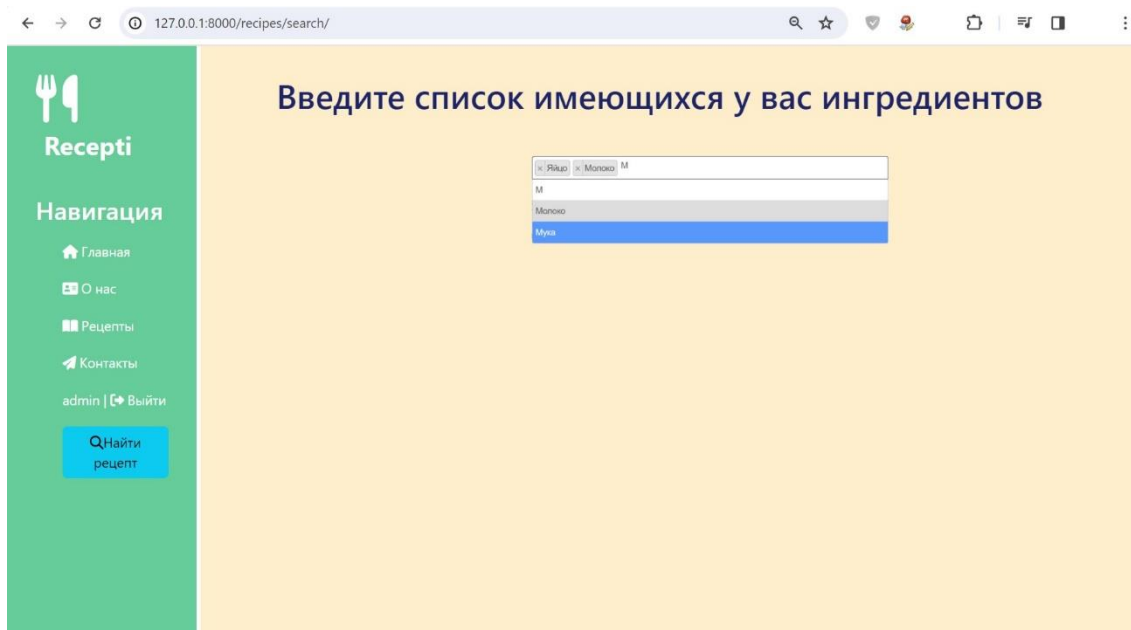 127.0.0.1:8000/recipes/search/
Recepti
Навигация
Главная
О нас
Рецепты
Контакты
admin | Выйти
Найти
рецепт
Введите список имеющихся у вас ингредиентов
× Яйцо × Молоко М
М
Молоко
Мука